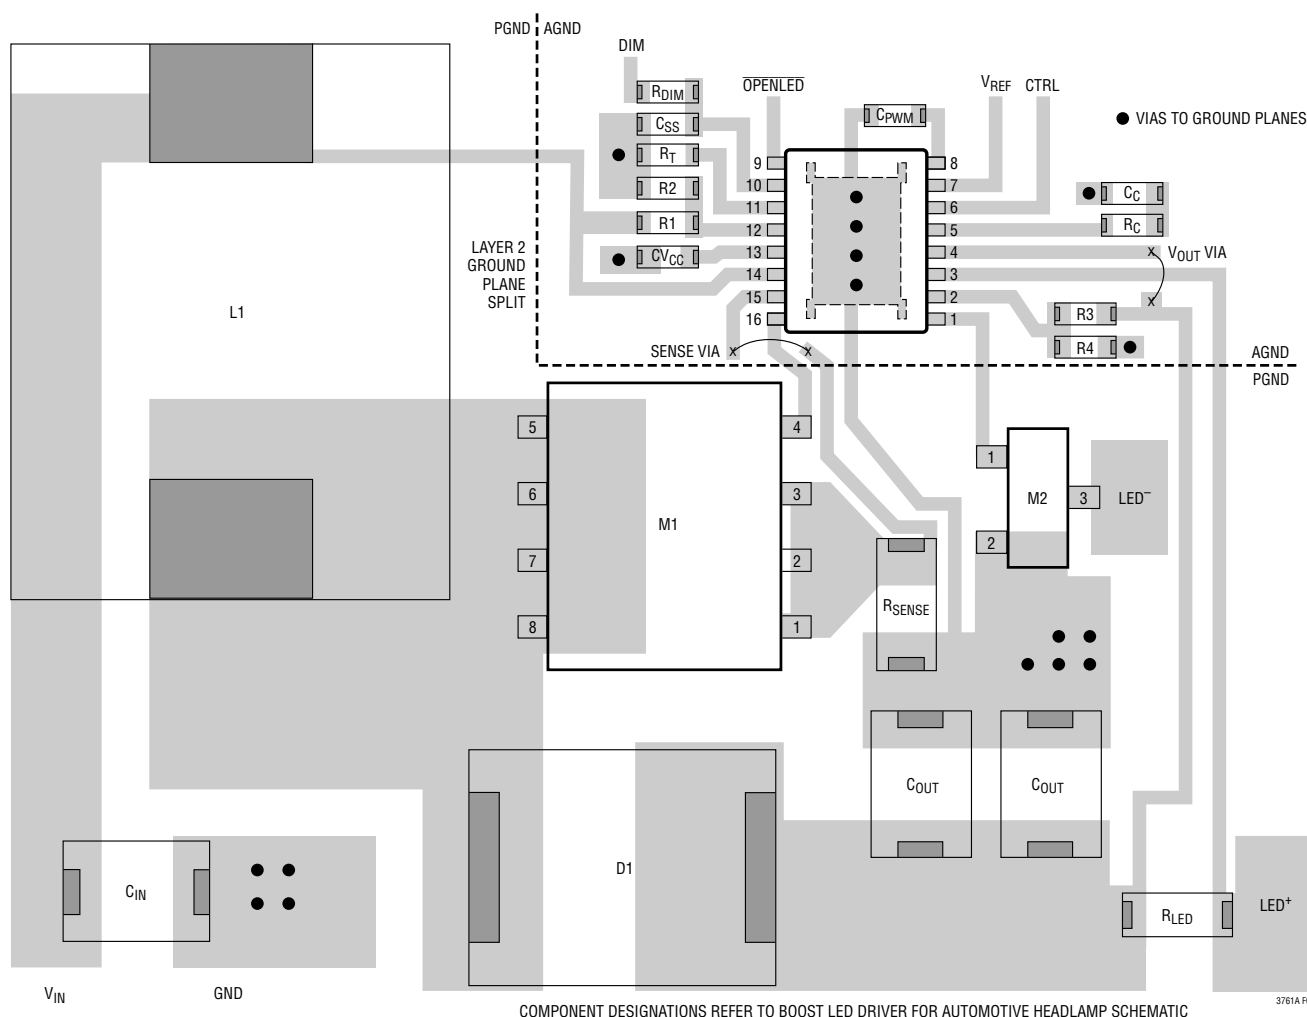 PGND AGND
DIM
OPENLED
VREF CTRL
RDIM
CPWM
● VIAS TO GROUND PLANES
CSS
RT
R2
R1
CVCC
9
10
11
12
13
14
15
16
8
7
6
5
4
3
2
1
CC
RC
x VOUT VIA
x
R3
R4
LAYER 2
GROUND
PLANE
SPLIT
L1
SENSE VIA x x
AGND
PGND
5
6
7
8
M1
4
3
2
1
1
2
M2
3
LED–
RSENSE
COUT
COUT
D1
CIN
RLED
LED+
VIN
GND
COMPONENT DESIGNATIONS REFER TO BOOST LED DRIVER FOR AUTOMOTIVE HEADLAMP SCHEMATIC